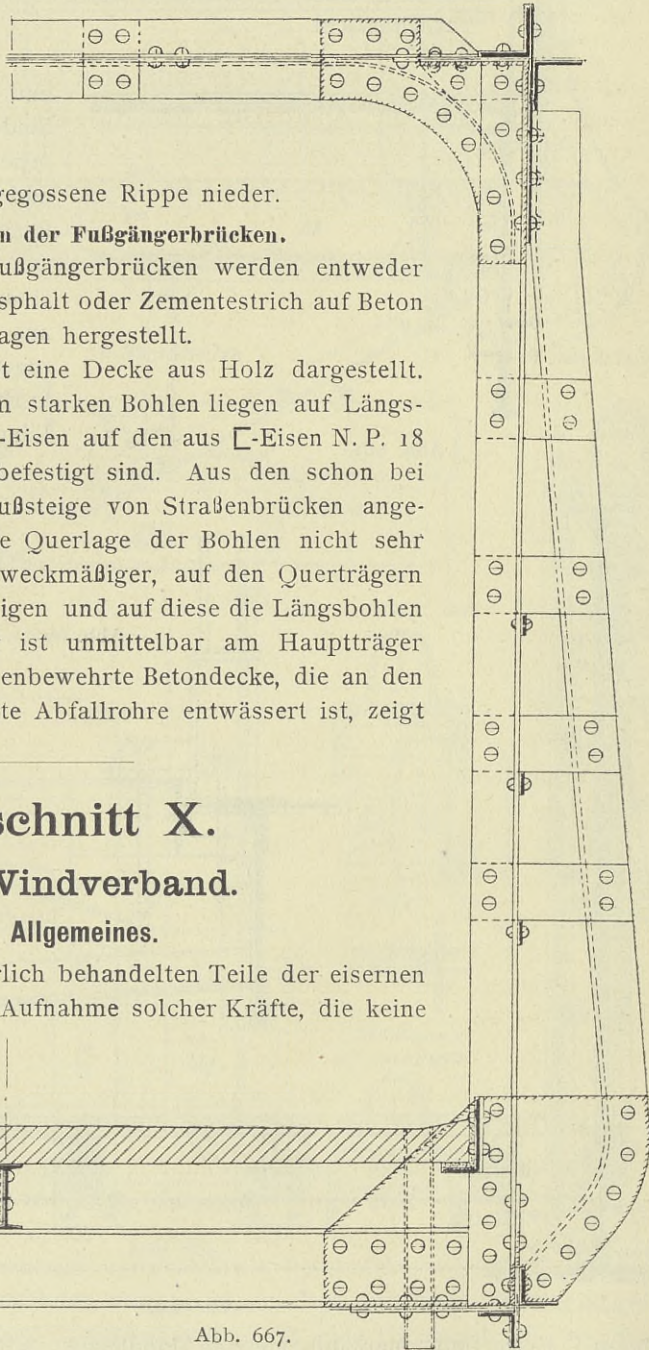 gegossene Rippe nieder.
n der Fußgängerbrücken.
ußgängerbrücken werden entweder
sphalt oder Zementestrich auf Beton
agen hergestellt.
t eine Decke aus Holz dargestellt.
n starken Bohlen liegen auf Längs-
-Eisen auf den aus ⊏-Eisen N. P. 18
befestigt sind. Aus den schon bei
ußsteige von Straßenbrücken ange-
e Querlage der Bohlen nicht sehr
weckmäßiger, auf den Querträgern
igen und auf diese die Längsbohlen
ist unmittelbar am Hauptträger
enbewehrte Betondecke, die an den
te Abfallrohre entwässert ist, zeigt
schnitt X.
Windverband.
Allgemeines.
rlich behandelten Teile der eisernen
Aufnahme solcher Kräfte, die keine
Abb. 667.